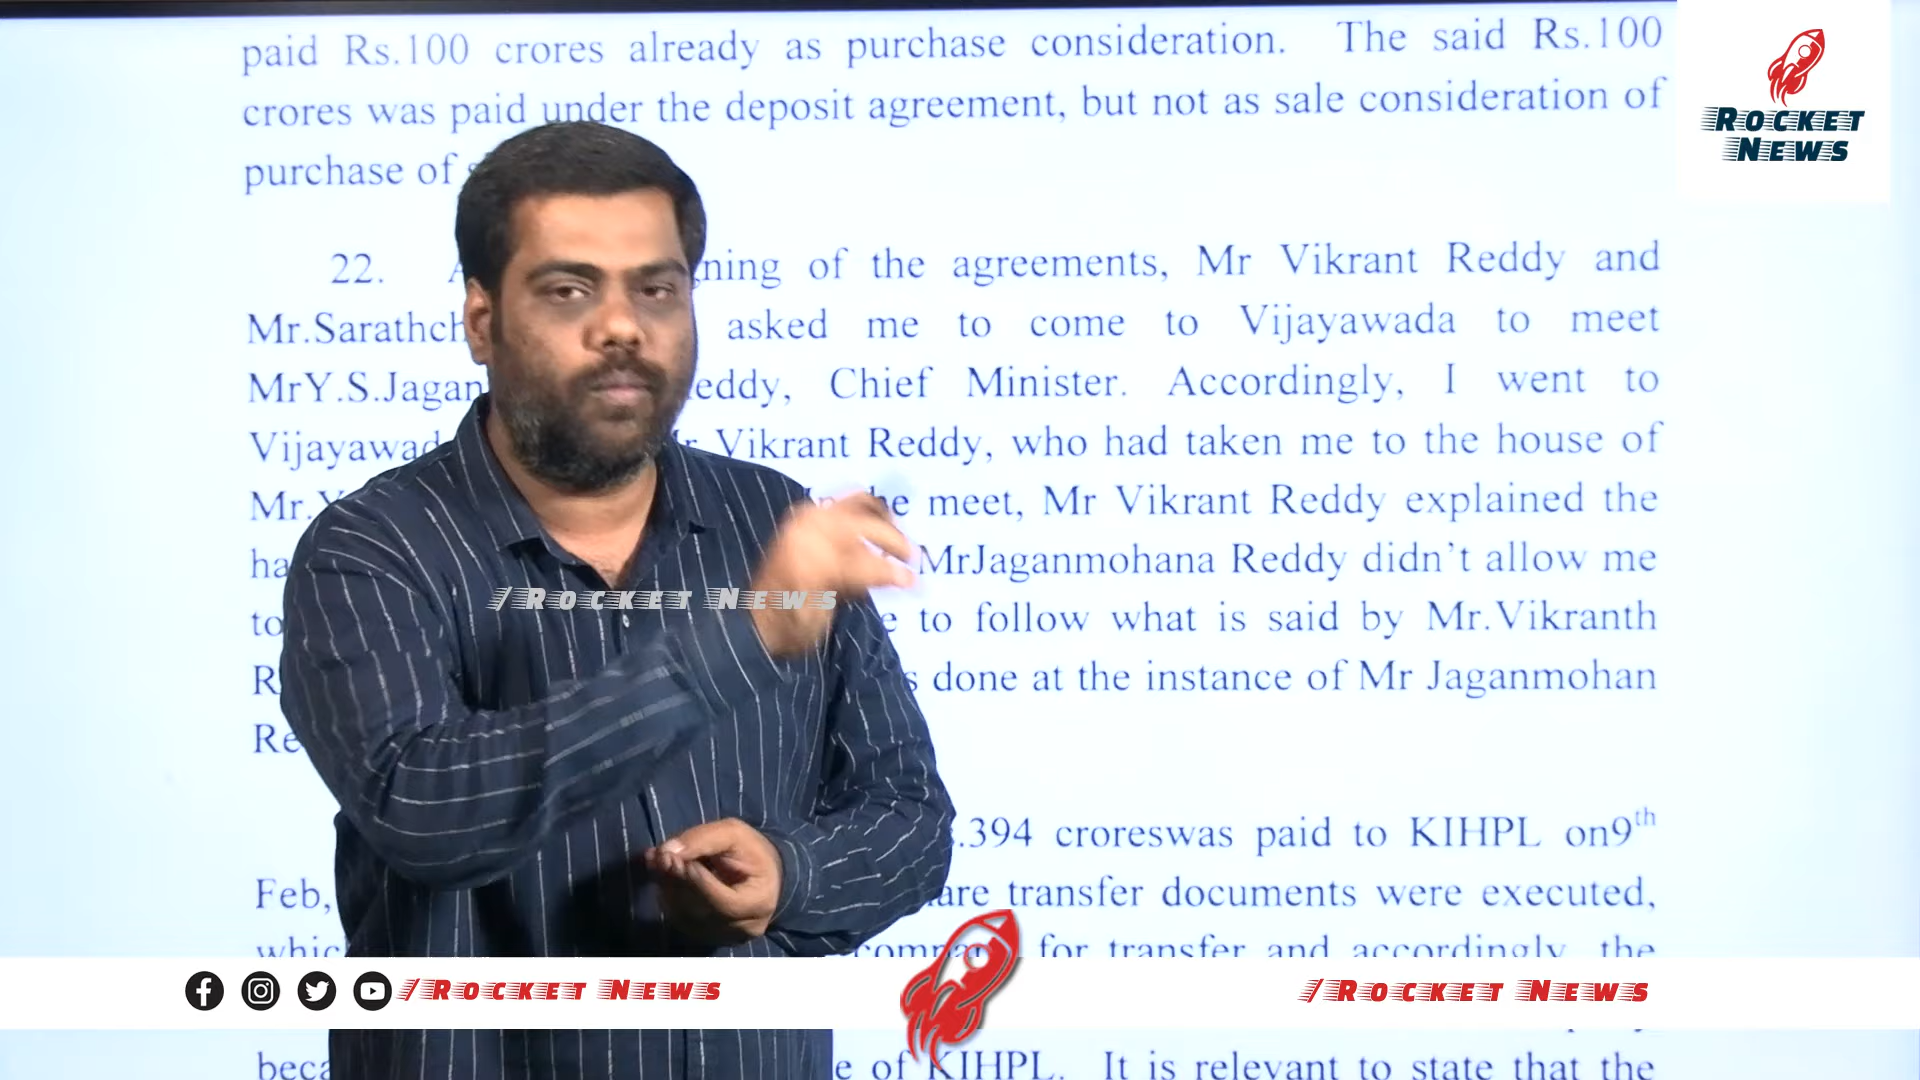 paid Rs.100 crores already as purchase consideration. The said Rs.100
crores was paid under the deposit agreement, but not as sale consideration of
purchase of
ROCKET
NEWS
22. ning of the agreements, Mr Vikrant Reddy and
Mr.Sarathch asked me to come to Vijayawada to meet
MrY.S.Jagan eddy, Chief Minister. Accordingly, I went to
Vijayawad Vikrant Reddy, who had taken me to the house of
Mr. meet, Mr Vikrant Reddy explained the
ha MrJaganmohana Reddy didn't allow me
/ROCKET NEWS
to e to follow what is said by Mr.Vikranth
R s done at the instance of Mr Jaganmohan
Re
.394 croreswas paid to KIHPL on9th
Feb, are transfer documents were executed,
whic compa for transfer and accordingly, the
/ROCKET NEWS
/ROCKET NEWS
beca e of KIHPL. It is relevant to state that the